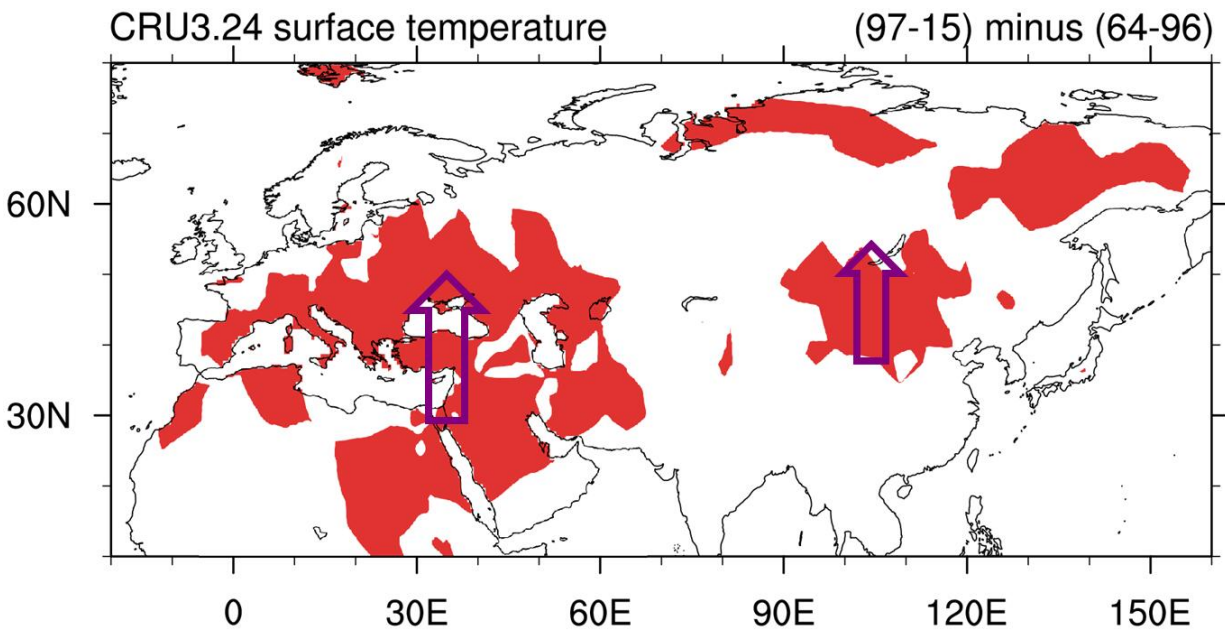 CRU3.24 surface temperature (97-15) minus (64-96)
60N
30N
0 30E 60E 90E 120E 150E